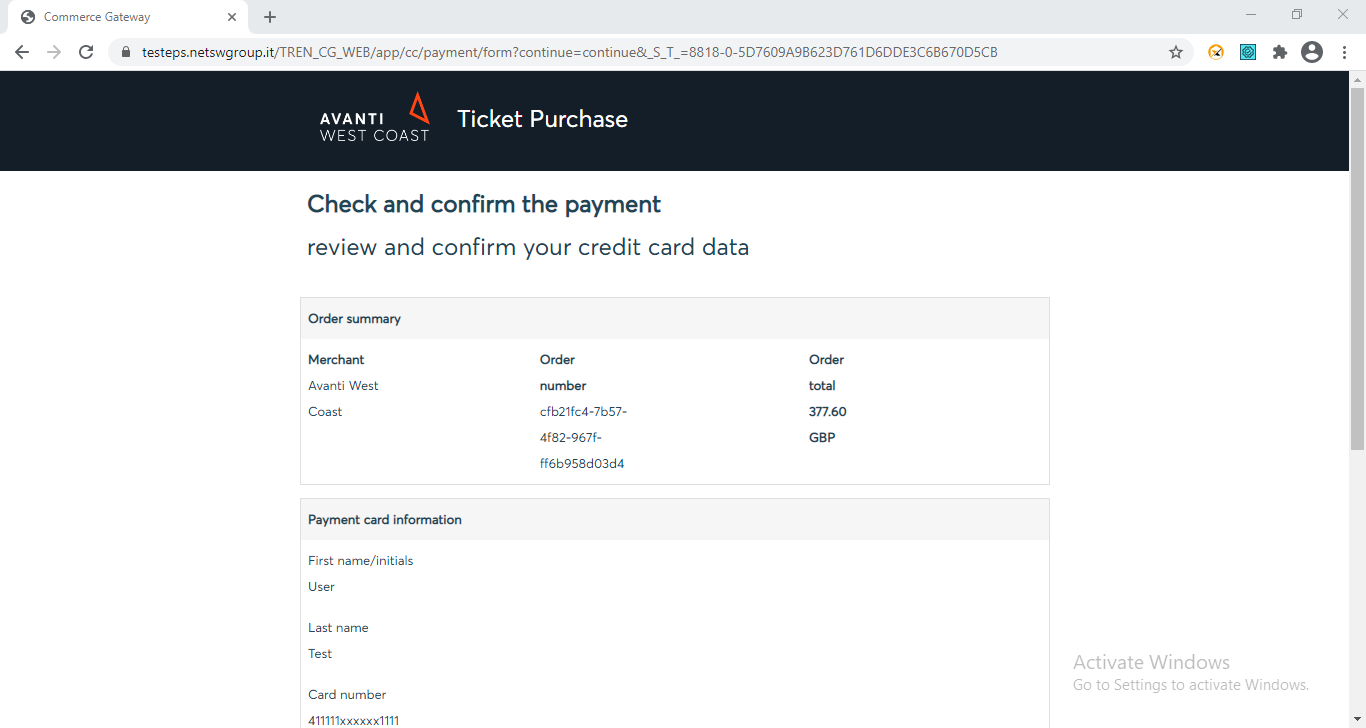 Commerce Gateway
testeps.netswgroup.it/TREN_CG_WEB/app/cc/payment/form?continue=continue&_S_T_=8818-0-5D7609A9B623D761D6DDE3C6B670D5CB
AVANTI
WEST COAST
Ticket Purchase
Check and confirm the payment
review and confirm your credit card data
Order summary
Merchant
Avanti West
Coast
Order
number
cfb21fc4-7b57-
4f82-967f-
ff6b958d03d4
Order
total
377.60
GBP
Payment card information
First name/initials
User
Last name
Test
Card number
411111xxxxxx1111
Activate Windows
Go to Settings to activate Windows.